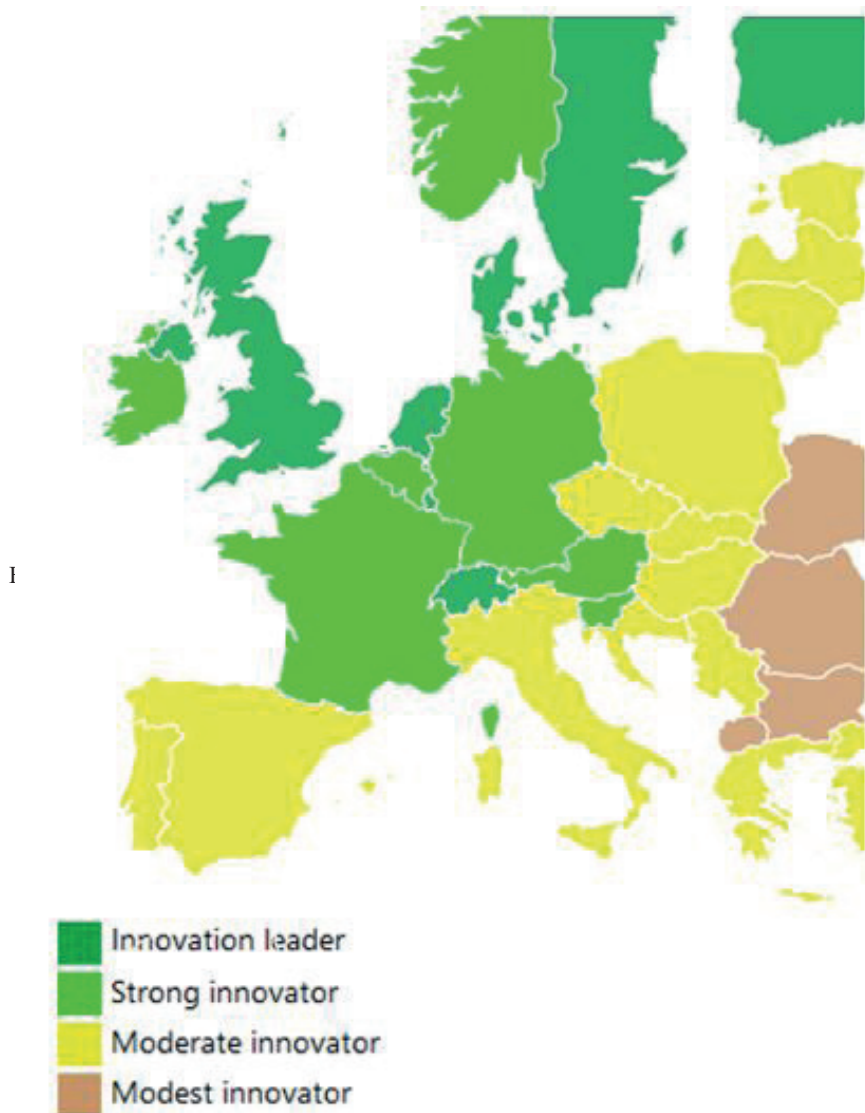 Innovation leader
Strong innovator
Moderate innovator
Modest innovator